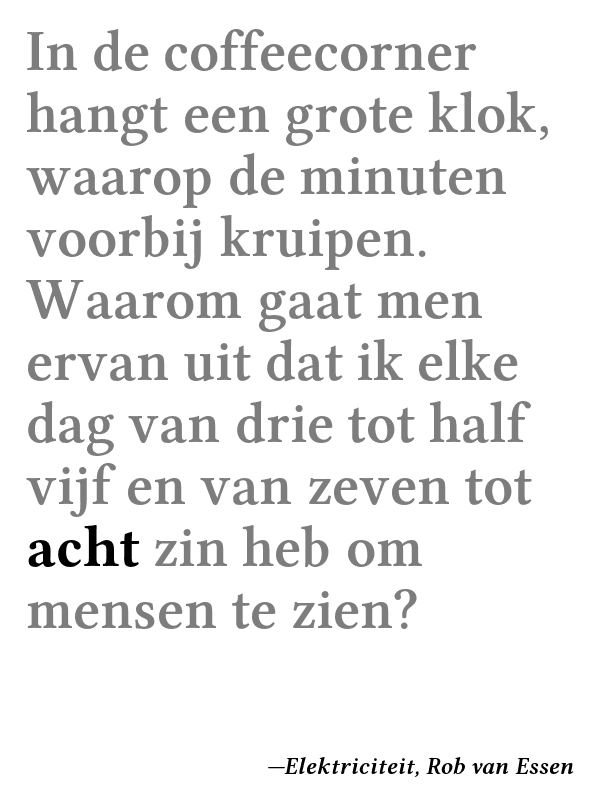 In de coffeecorner
hangt een grote klok,
waarop de minuten
voorbij kruipen.
Waarom gaat men
ervan uit dat ik elke
dag van drie tot half
vijf en van zeven tot
acht zin heb om
mensen te zien?
—Elektriciteit, Rob van Essen